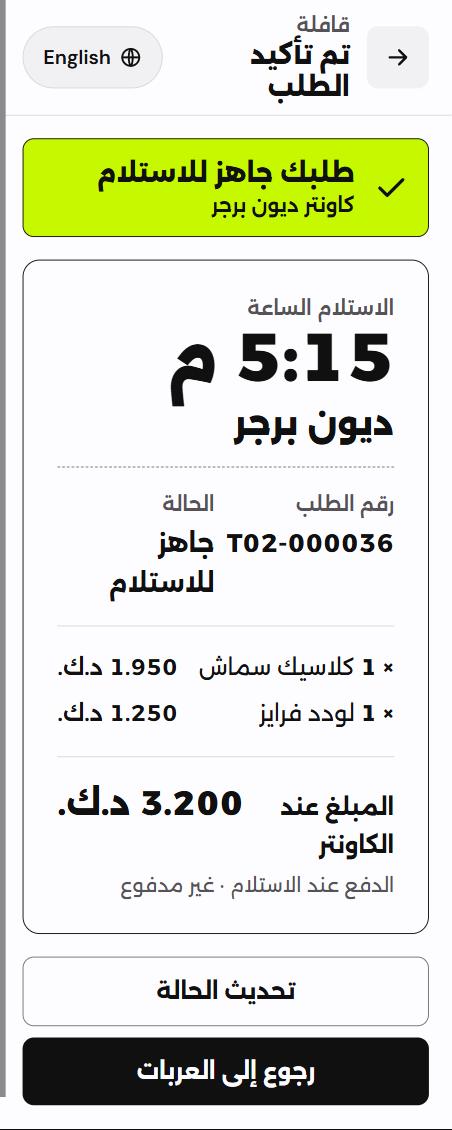 قافلة
تم تأكيد
الطلب
English
طلبك جاهز للاستلام
كاونتر ديون برجر
الاستلام الساعة
5:15 م
ديون برجر
رقم الطلب
T02-000036
الحالة
جاهز
للاستلام
× 1 كلاسيك سماش 1.950 د.ك.
× 1 لودد فرايز 1.250 د.ك.
المبلغ عند 3.200 د.ك.
الكاونتر
الدفع عند الاستلام · غير مدفوع
تحديث الحالة
رجوع إلى العربات